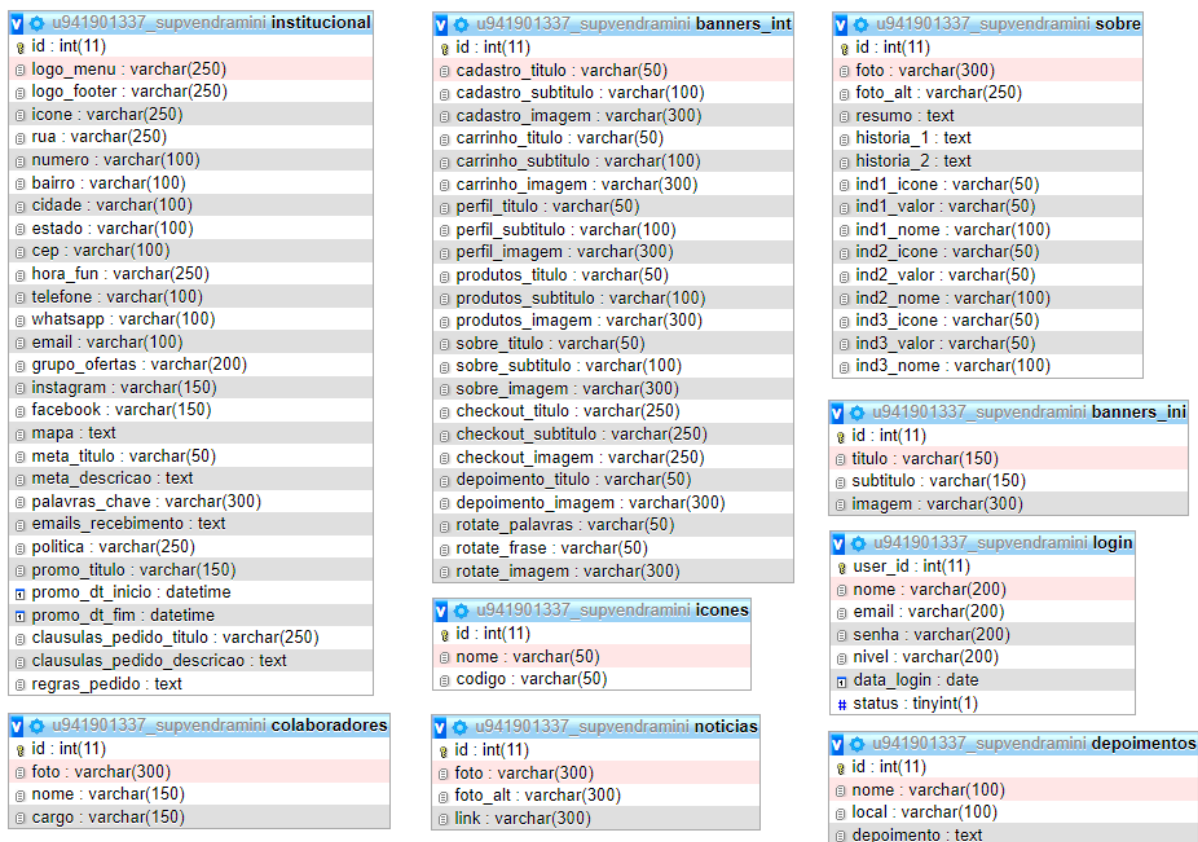 u941901337_supvendramini institucional
id : int(11)
logo_menu : varchar(250)
logo_footer : varchar(250)
icone : varchar(250)
rua : varchar(250)
numero : varchar(100)
bairro : varchar(100)
cidade : varchar(100)
estado : varchar(100)
cep : varchar(100)
hora_fun : varchar(250)
telefone : varchar(100)
whatsapp : varchar(100)
email : varchar(100)
grupo_ofertas : varchar(200)
instagram : varchar(150)
facebook : varchar(150)
mapa : text
meta_titulo : varchar(50)
meta_descricao : text
palavras_chave : varchar(300)
emails_recebimento : text
politica : varchar(250)
promo_titulo : varchar(150)
promo_dt_inicio : datetime
promo_dt_fim : datetime
clausulas_pedido_titulo : varchar(250)
clausulas_pedido_descricao : text
regras_pedido : text
u941901337_supvendramini colaboradores
id : int(11)
foto : varchar(300)
nome : varchar(150)
cargo : varchar(150)
u941901337_supvendramini banners_int
id : int(11)
cadastro_titulo : varchar(50)
cadastro_subtitulo : varchar(100)
cadastro_imagem : varchar(300)
carrinho_titulo : varchar(50)
carrinho_subtitulo : varchar(100)
carrinho_imagem : varchar(300)
perfil_titulo : varchar(50)
perfil_subtitulo : varchar(100)
perfil_imagem : varchar(300)
produtos_titulo : varchar(50)
produtos_subtitulo : varchar(100)
produtos_imagem : varchar(300)
sobre_titulo : varchar(50)
sobre_subtitulo : varchar(100)
sobre_imagem : varchar(300)
checkout_titulo : varchar(250)
checkout_subtitulo : varchar(250)
checkout_imagem : varchar(250)
depoimento_titulo : varchar(50)
depoimento_imagem : varchar(300)
rotate_palavras : varchar(50)
rotate_frase : varchar(50)
rotate_imagem : varchar(300)
u941901337_supvendramini icones
id : int(11)
nome : varchar(50)
codigo : varchar(50)
u941901337_supvendramini noticias
id : int(11)
foto : varchar(300)
foto_alt : varchar(300)
link : varchar(300)
u941901337_supvendramini sobre
id : int(11)
foto : varchar(300)
foto_alt : varchar(250)
resumo : text
historia_1 : text
historia_2 : text
ind1_icone : varchar(50)
ind1_valor : varchar(50)
ind1_nome : varchar(100)
ind2_icone : varchar(50)
ind2_valor : varchar(50)
ind2_nome : varchar(100)
ind3_icone : varchar(50)
ind3_valor : varchar(50)
ind3_nome : varchar(100)
u941901337_supvendramini banners_ini
id : int(11)
titulo : varchar(150)
subtitulo : varchar(150)
imagem : varchar(300)
u941901337_supvendramini login
user_id : int(11)
nome : varchar(200)
email : varchar(200)
senha : varchar(200)
nivel : varchar(200)
data_login : date
# status : tinyint(1)
u941901337_supvendramini depoimentos
id : int(11)
nome : varchar(100)
local : varchar(100)
depoimento : text